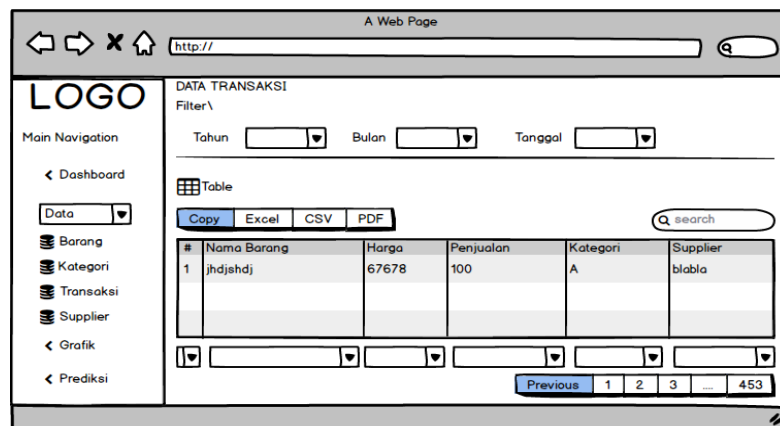 A Web Page
http://
LOGO
Main Navigation
Dashboard
Data
Barang
Kategori
Transaksi
Supplier
Grafik
Prediksi
DATA TRANSAKSI
Filter\
Tahun Bulan Tanggal
Table
Copy Excel CSV PDF
search
# Nama Barang Harga Penjualan Kategori Supplier
1 jhdjshdj 67678 100 A blabla
Previous 1 2 3 .... 453